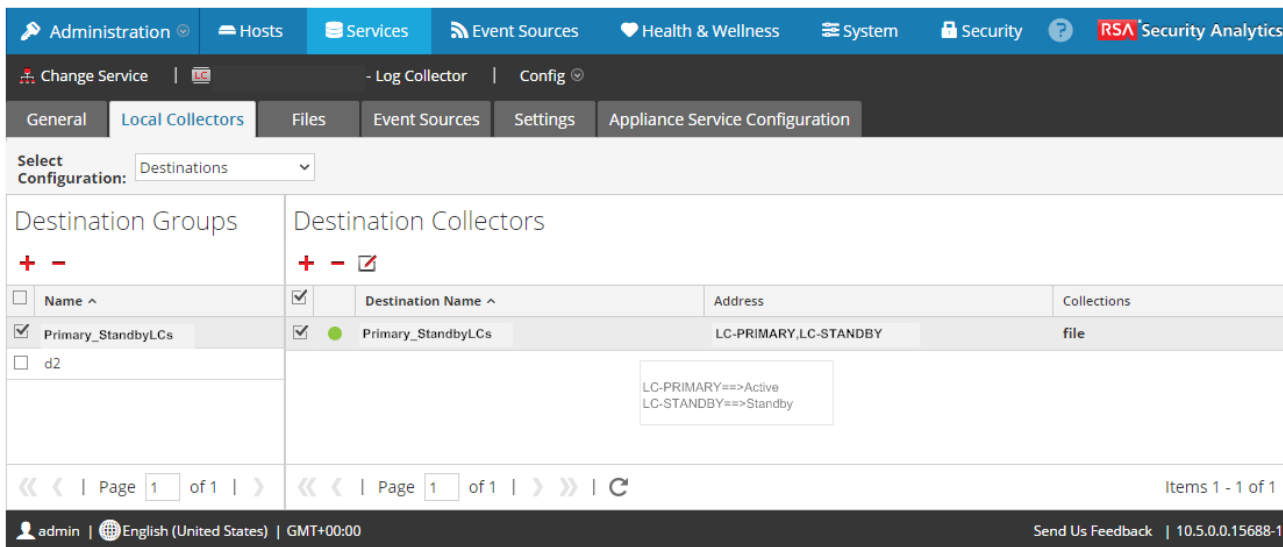 Administration Hosts Services Event Sources Health & Wellness System Security ? RSA Security Analytics
Change Service | LC - Log Collector | Config
General Local Collectors Files Event Sources Settings Appliance Service Configuration
Select Configuration: Destinations
Destination Groups
Destination Collectors
Name
Destination Name Address Collections
Primary_StandbyLCs
Primary_StandbyLCs LC-PRIMARY,LC-STANDBY file
d2
LC-PRIMARY==>Active
LC-STANDBY==>Standby
Page 1 of 1
Page 1 of 1 Items 1 - 1 of 1
admin | English (United States) | GMT+00:00 Send Us Feedback | 10.5.0.0.15688-1